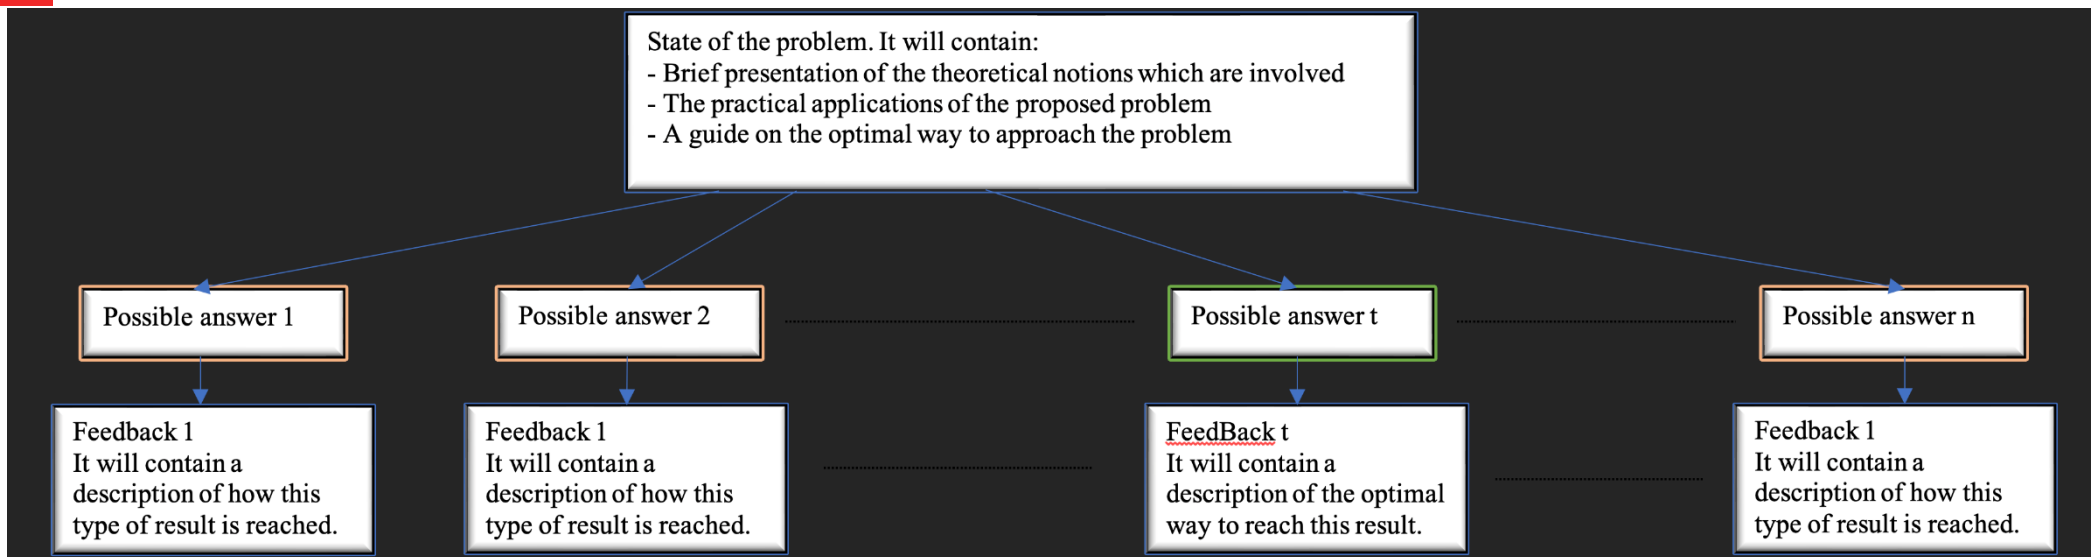 State of the problem. It will contain:
- Brief presentation of the theoretical notions which are involved
- The practical applications of the proposed problem
- A guide on the optimal way to approach the problem
Possible answer 1
Possible answer 2
Possible answer t
Possible answer n
Feedback 1
It will contain a
description of how this
type of result is reached.
Feedback 1
It will contain a
description of how this
type of result is reached.
FeedBack t
It will contain a
description of the optimal
way to reach this result.
Feedback 1
It will contain a
description of how this
type of result is reached.